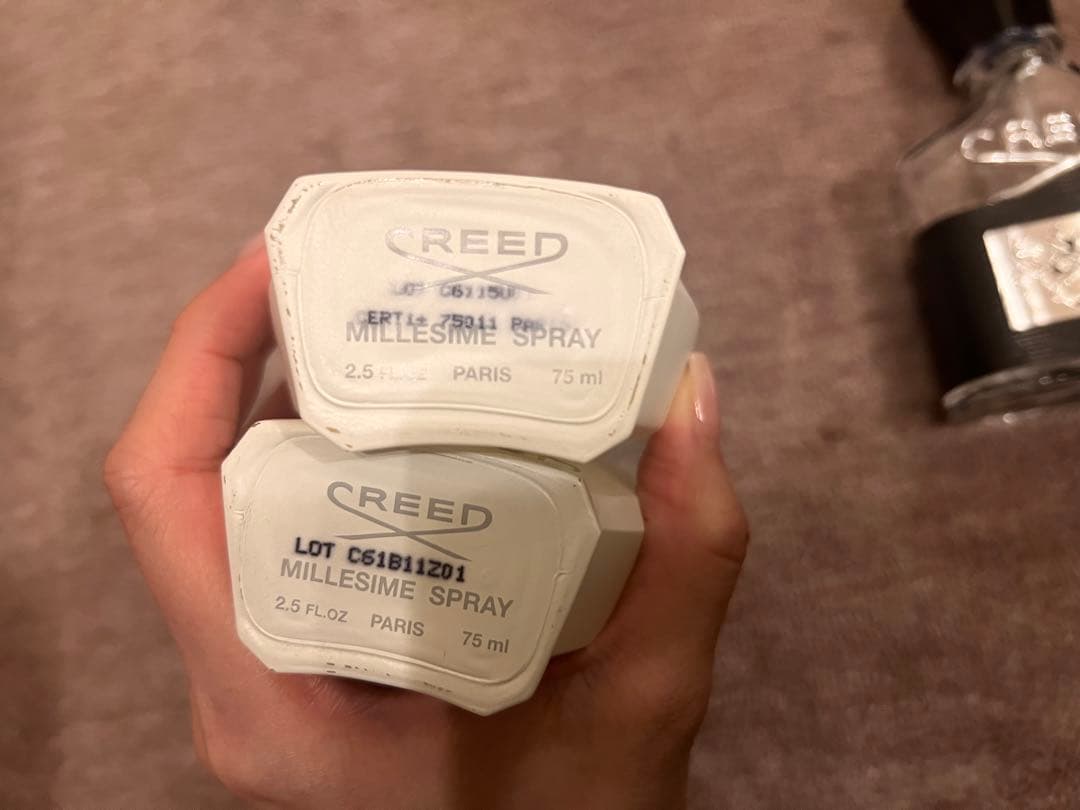 CREED
LOT
MILLESIME SPRAY
2.5 FL.OZ PARIS 75 ml
CREED
LOT C61B11Z01
MILLESIME SPRAY
2.5 FL.OZ PARIS 75 ml